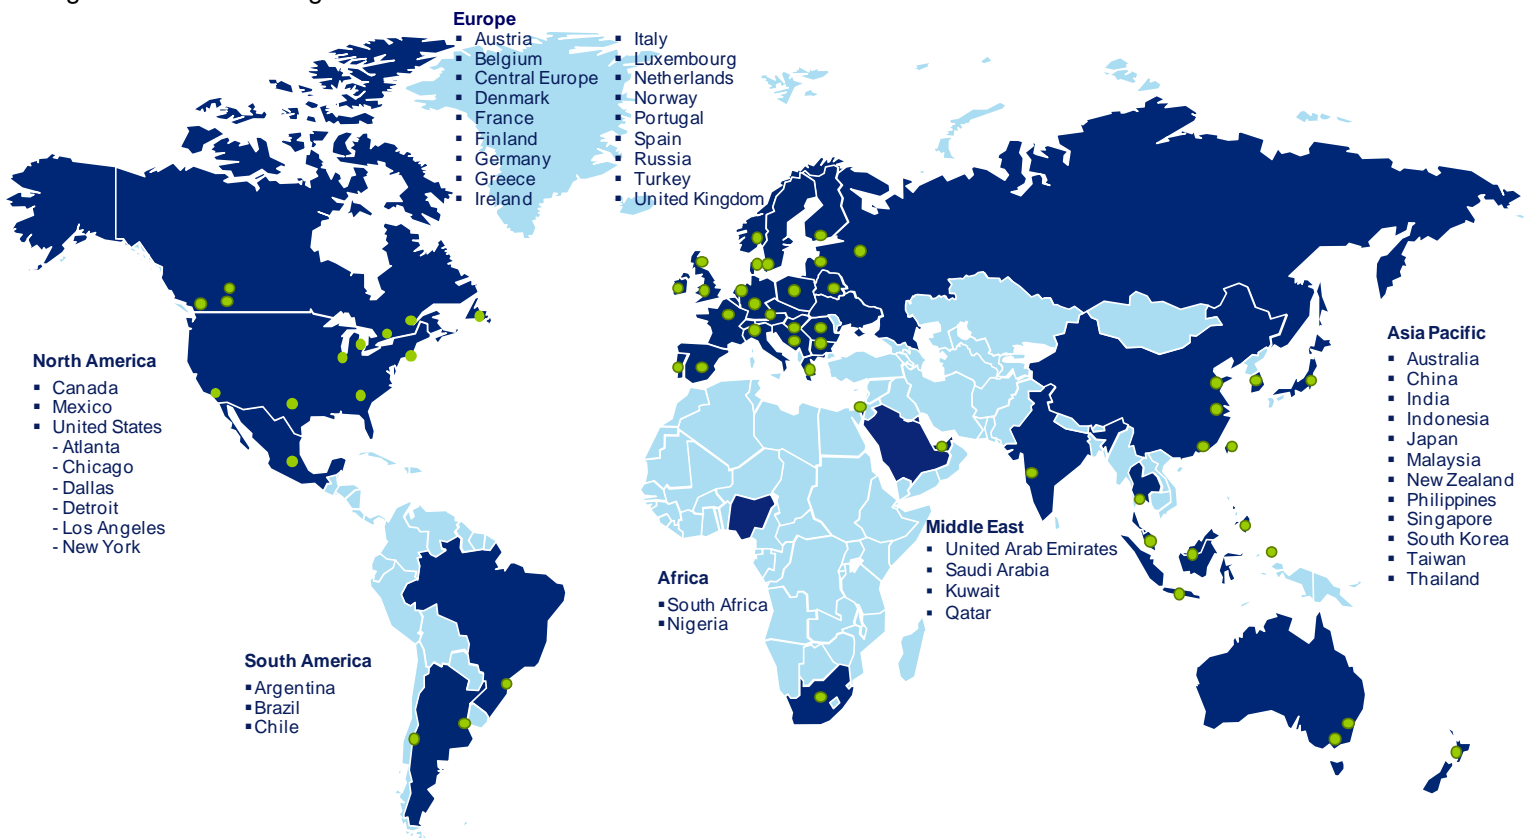 Europe
▪ Austria
▪ Belgium
▪ Central Europe
▪ Denmark
▪ France
▪ Finland
▪ Germany
▪ Greece
▪ Ireland
▪ Italy
▪ Luxembourg
▪ Netherlands
▪ Norway
▪ Portugal
▪ Spain
▪ Russia
▪ Turkey
▪ United Kingdom
North America
▪ Canada
▪ Mexico
▪ United States
- Atlanta
- Chicago
- Dallas
- Detroit
- Los Angeles
- New York
South America
▪Argentina
▪Brazil
▪Chile
Africa
▪South Africa
▪Nigeria
Middle East
▪ United Arab Emirates
▪ Saudi Arabia
▪ Kuwait
▪ Qatar
Asia Pacific
▪ Australia
▪ China
▪ India
▪ Indonesia
▪ Japan
▪ Malaysia
▪ New Zealand
▪ Philippines
▪ Singapore
▪ South Korea
▪ Taiwan
▪ Thailand